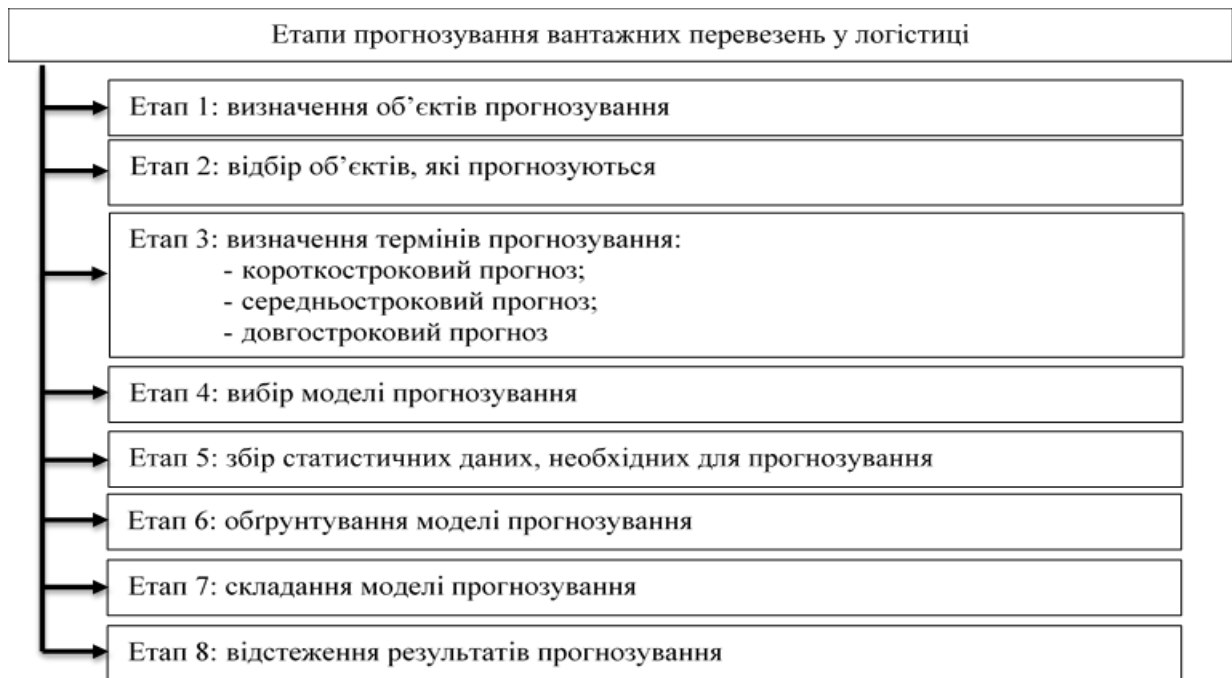 Етапи прогнозування вантажних перевезень у логістиці
Етап 1: визначення об’єктів прогнозування
Етап 2: відбір об’єктів, які прогнозуються
Етап 3: визначення термінів прогнозування:
- короткостроковий прогноз;
- середньостроковий прогноз;
- довгостроковий прогноз
Етап 4: вибір моделі прогнозування
Етап 5: збір статистичних даних, необхідних для прогнозування
Етап 6: обґрунтування моделі прогнозування
Етап 7: складання моделі прогнозування
Етап 8: відстеження результатів прогнозування